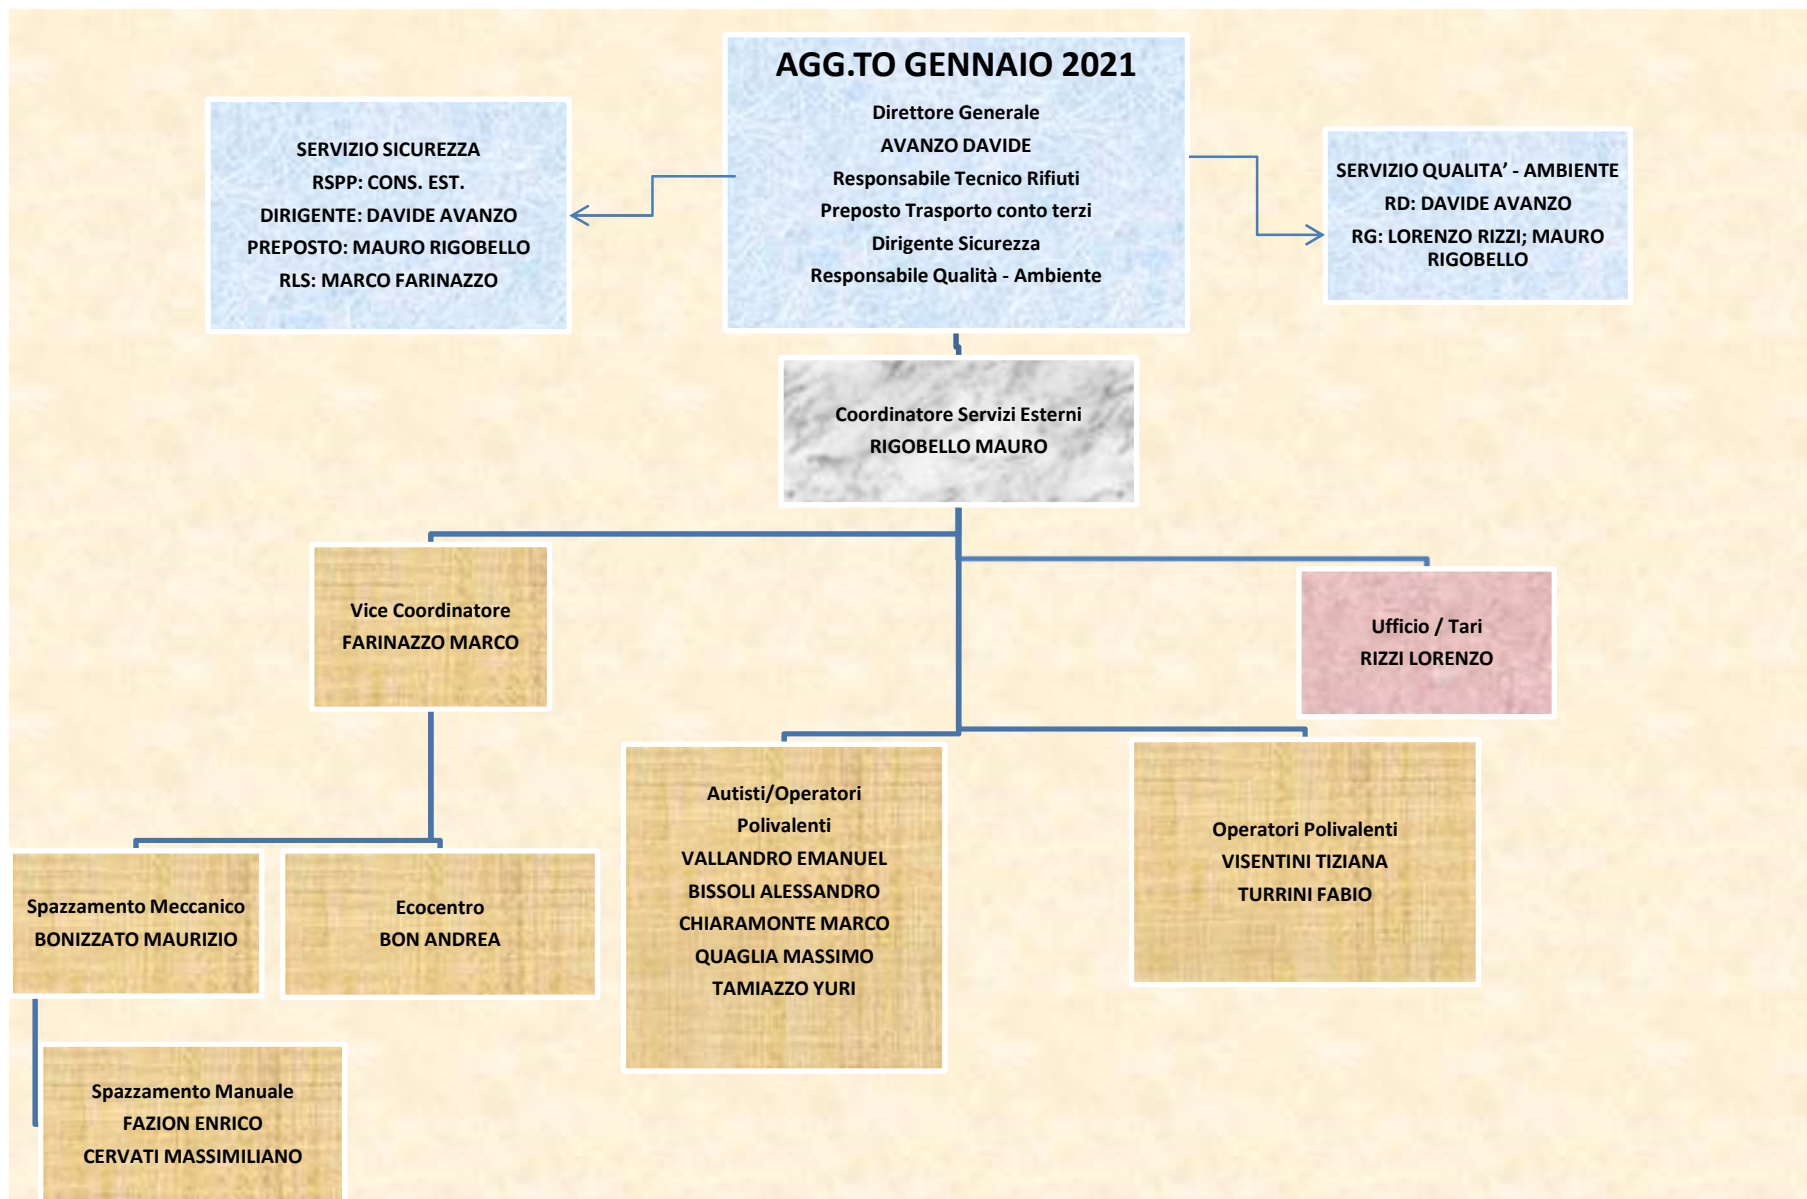 AGG.TO GENNAIO 2021
Direttore Generale
AVANZO DAVIDE
Responsabile Tecnico Rifiuti
Preposto Trasporto conto terzi
Dirigente Sicurezza
Responsabile Qualità - Ambiente
SERVIZIO SICUREZZA
RSPP: CONS. EST.
DIRIGENTE: DAVIDE AVANZO
PREPOSTO: MAURO RIGOBELLO
RLS: MARCO FARINAZZO
SERVIZIO QUALITA’ - AMBIENTE
RD: DAVIDE AVANZO
RG: LORENZO RIZZI; MAURO
RIGOBELLO
Coordinatore Servizi Esterni
RIGOBELLO MAURO
Vice Coordinatore
FARINAZZO MARCO
Ufficio / Tari
RIZZI LORENZO
Autisti/Operatori
Polivalenti
VALLANDRO EMANUEL
BISSOLI ALESSANDRO
CHIARAMONTE MARCO
QUAGLIA MASSIMO
TAMIAZZO YURI
Operatori Polivalenti
VISENTINI TIZIANA
TURRINI FABIO
Spazzamento Meccanico
BONIZZATO MAURIZIO
Ecocentro
BON ANDREA
Spazzamento Manuale
FAZION ENRICO
CERVATI MASSIMILIANO